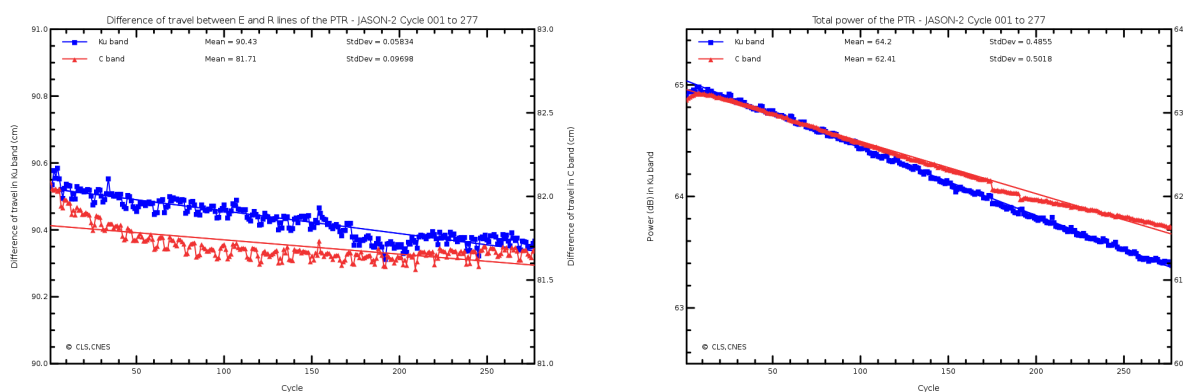 Difference of travel between E and R lines of the PTR - JASON-2 Cycle 001 to 277
91.0
90.8
90.6
90.4
90.2
90.0
Difference of travel in Ku band (cm)
Ku band Mean = 90.43 StdDev = 0.05834
C band Mean = 81.71 StdDev = 0.09698
83.0
82.5
82.0
81.5
81.0
Difference of travel in C band (cm)
© CLS,CNES
50 100 150 200 250
Cycle
Total power of the PTR - JASON-2 Cycle 001 to 277
65
64
63
Power (dB) in Ku band
Ku band Mean = 64.2 StdDev = 0.4855
C band Mean = 62.41 StdDev = 0.5018
64
63
62
61
60
© CLS,CNES
50 100 150 200 250
Cycle